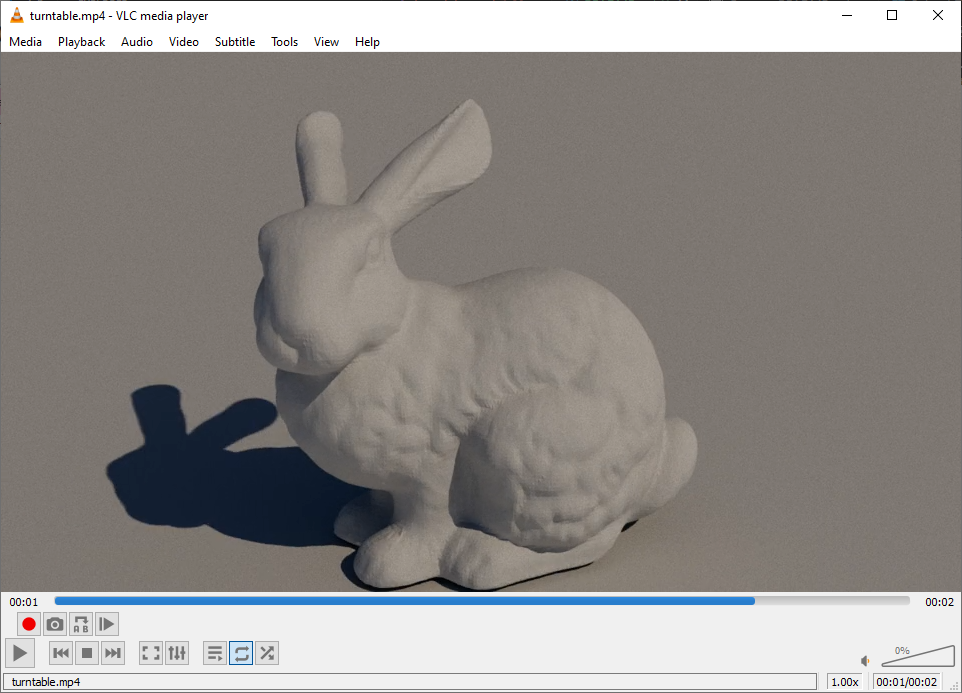 turntable.mp4 - VLC media player
Media Playback Audio Video Subtitle Tools View Help
00:01 00:02
A B
0%
turntable.mp4 1.00x 00:01/00:02